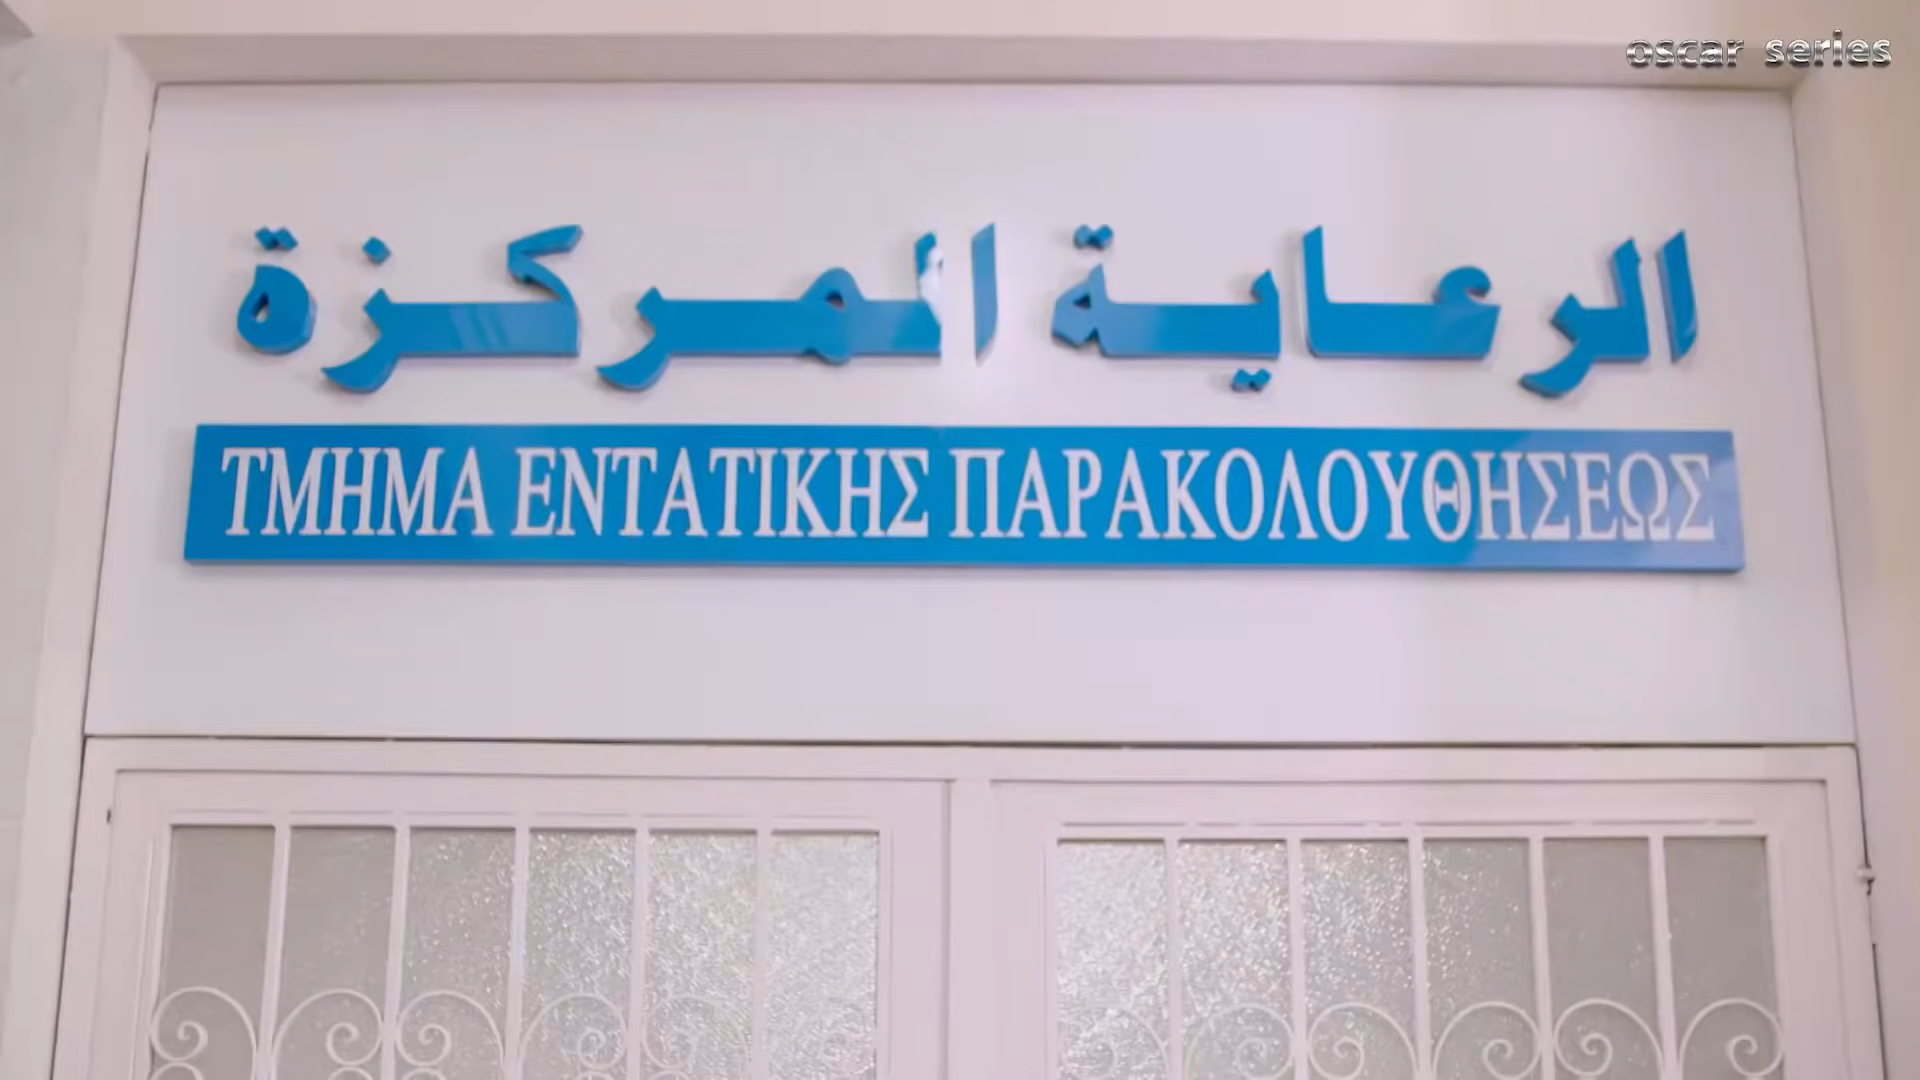 oscar series
الرعاية المركزة
ΤΜΗΜΑ ΕΝΤΑΤΙΚΗΣ ΠΑΡΑΚΟΛΟΥΘΗΣΕΩΣ